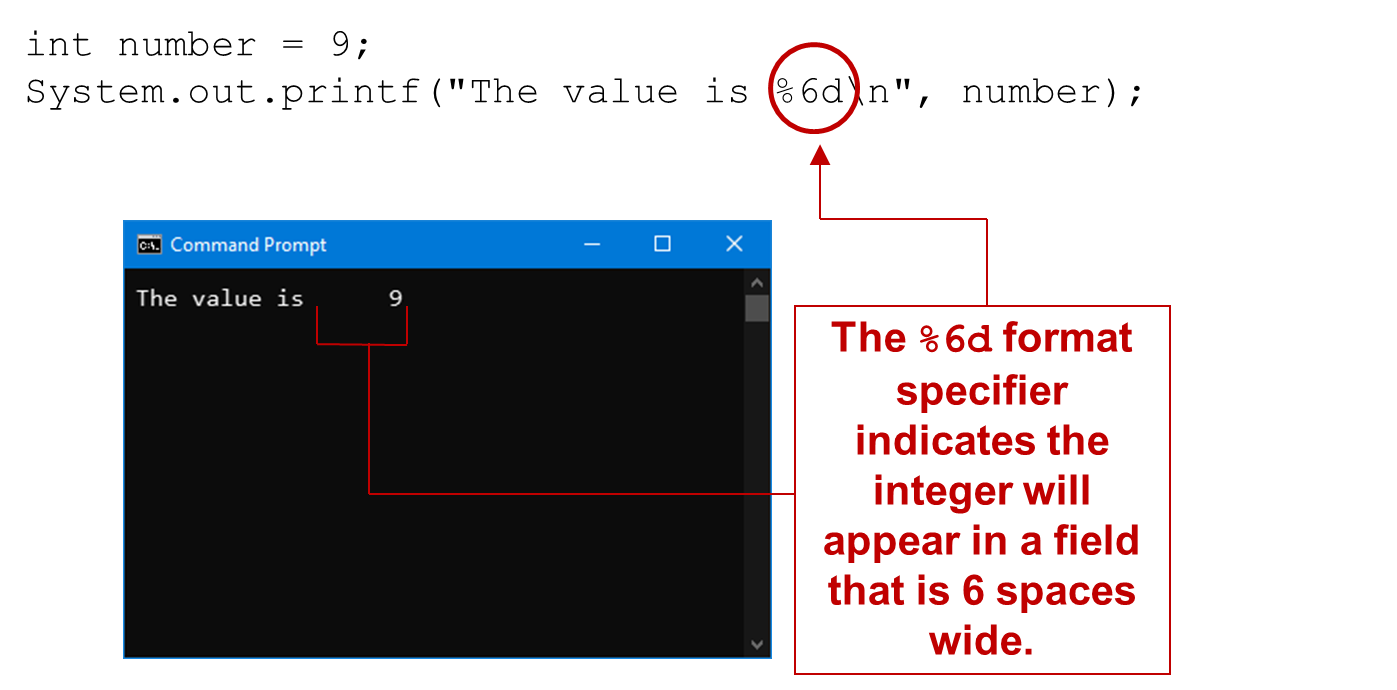 int number = 9;
System.out.printf("The value is %6d\n", number);
C:\. Command Prompt
The value is      9
The %6d format
specifier
indicates the
integer will
appear in a field
that is 6 spaces
wide.